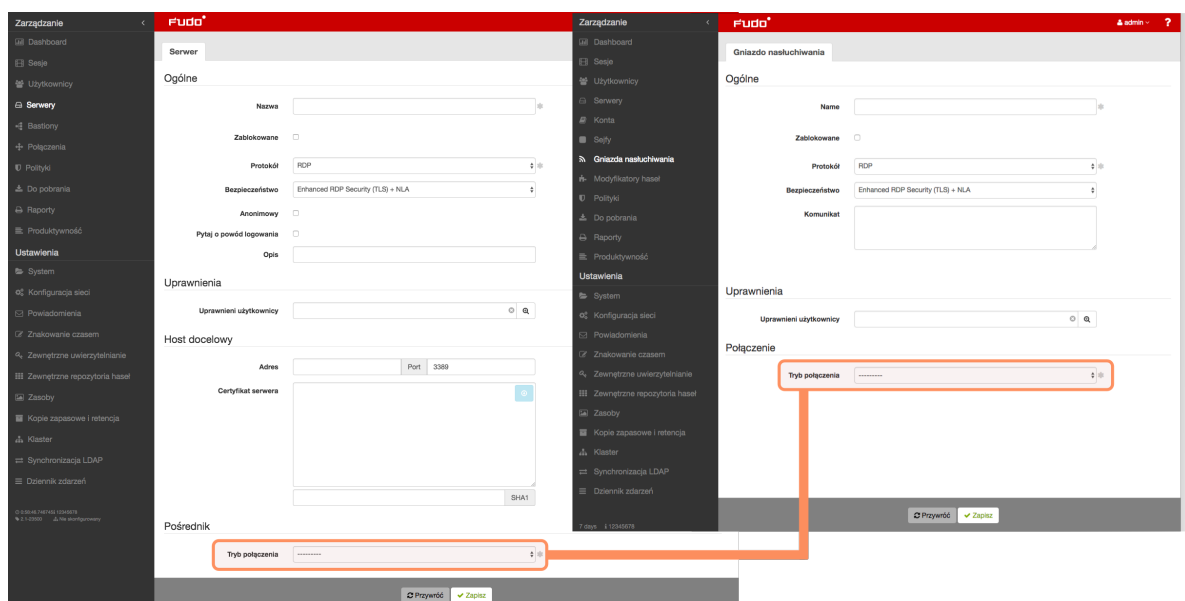 Zarządzanie
Dashboard
Sesje
Użytkownicy
Serwery
Bastiony
Połączenia
Polityki
Do pobrania
Raporty
Produktywność
Ustawienia
System
Konfiguracja sieci
Powiadomienia
Znakowanie czasem
Zewnętrzne uwierzytelnianie
Zewnętrzne repozytoria haseł
Zasoby
Kopie zapasowe i retencja
Klaster
Synchronizacja LDAP
Dziennik zdarzeń
Nie skonfigurowany
Fudo
Serwer
Ogólne
Nazwa
Zablokowane
Protokół RDP
Bezpieczeństwo Enhanced RDP Security (TLS) + NLA
Anonimowy
Pytaj o powód logowania
Opis
Uprawnienia
Uprawnieni użytkownicy
Host docelowy
Adres Port 3389
Certyfikat serwera
SHA1
Pośrednik
Tryb połączenia ---------
Przywróć Zapisz
Zarządzanie
Dashboard
Sesje
Użytkownicy
Serwery
Konta
Sejfy
Gniazda nasłuchiwania
Modyfikatory haseł
Polityki
Do pobrania
Raporty
Produktywność
Ustawienia
System
Konfiguracja sieci
Powiadomienia
Znakowanie czasem
Zewnętrzne uwierzytelnianie
Zewnętrzne repozytoria haseł
Zasoby
Kopie zapasowe i retencja
Klaster
Synchronizacja LDAP
Dziennik zdarzeń
7 days 12345678
Fudo admin ?
Gniazdo nasłuchiwania
Ogólne
Name
Zablokowane
Protokół RDP
Bezpieczeństwo Enhanced RDP Security (TLS) + NLA
Komunikat
Uprawnienia
Uprawnieni użytkownicy
Połączenie
Tryb połączenia ---------
Przywróć Zapisz